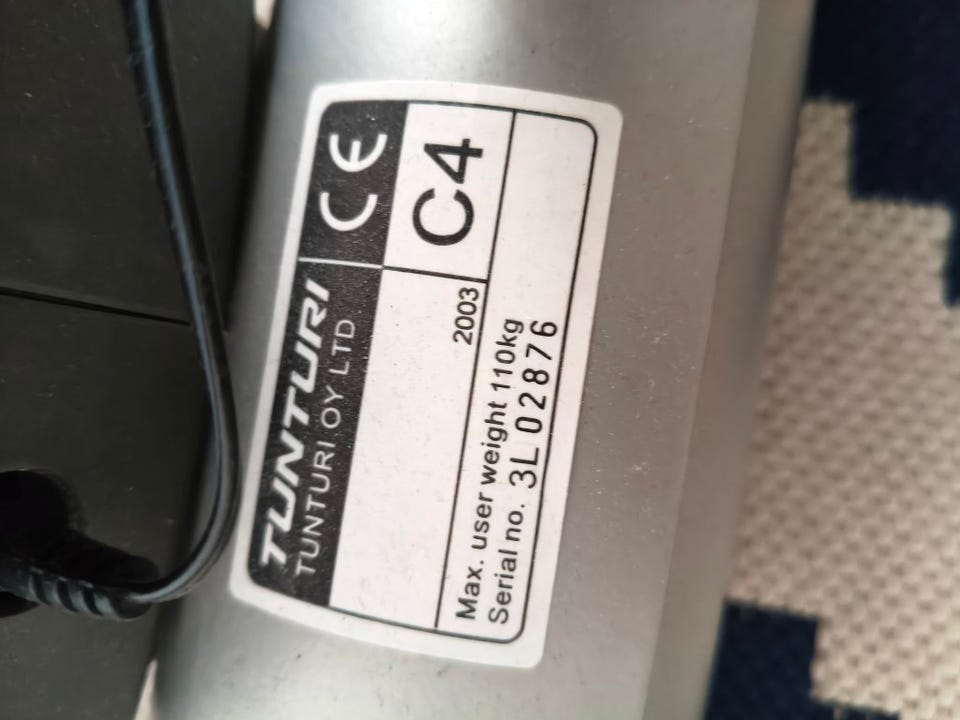 TUNTURI
TUNTURI OY LTD
CE
2003
C4
Max. user weight 110kg
Serial no. 3L 02876